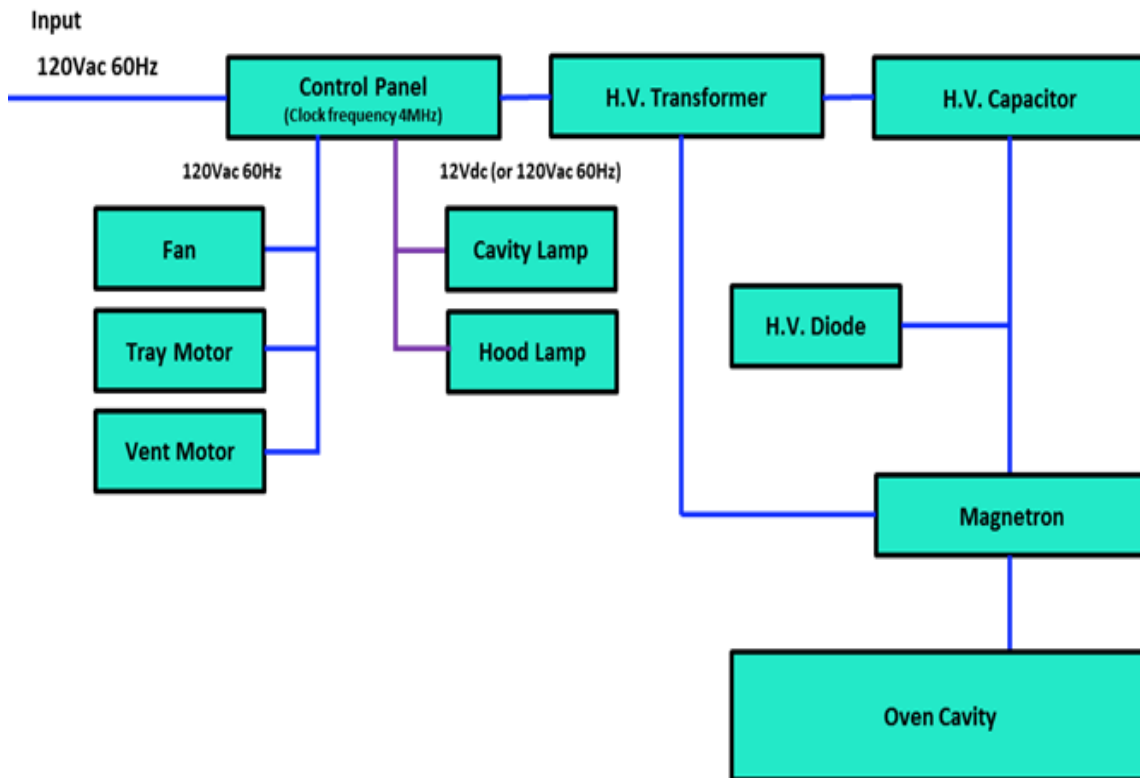 Input
120Vac 60Hz
Control Panel
(Clock frequency 4MHz)
H.V. Transformer
H.V. Capacitor
120Vac 60Hz
12Vdc (or 120Vac 60Hz)
Fan
Cavity Lamp
Tray Motor
Hood Lamp
H.V. Diode
Vent Motor
Magnetron
Oven Cavity